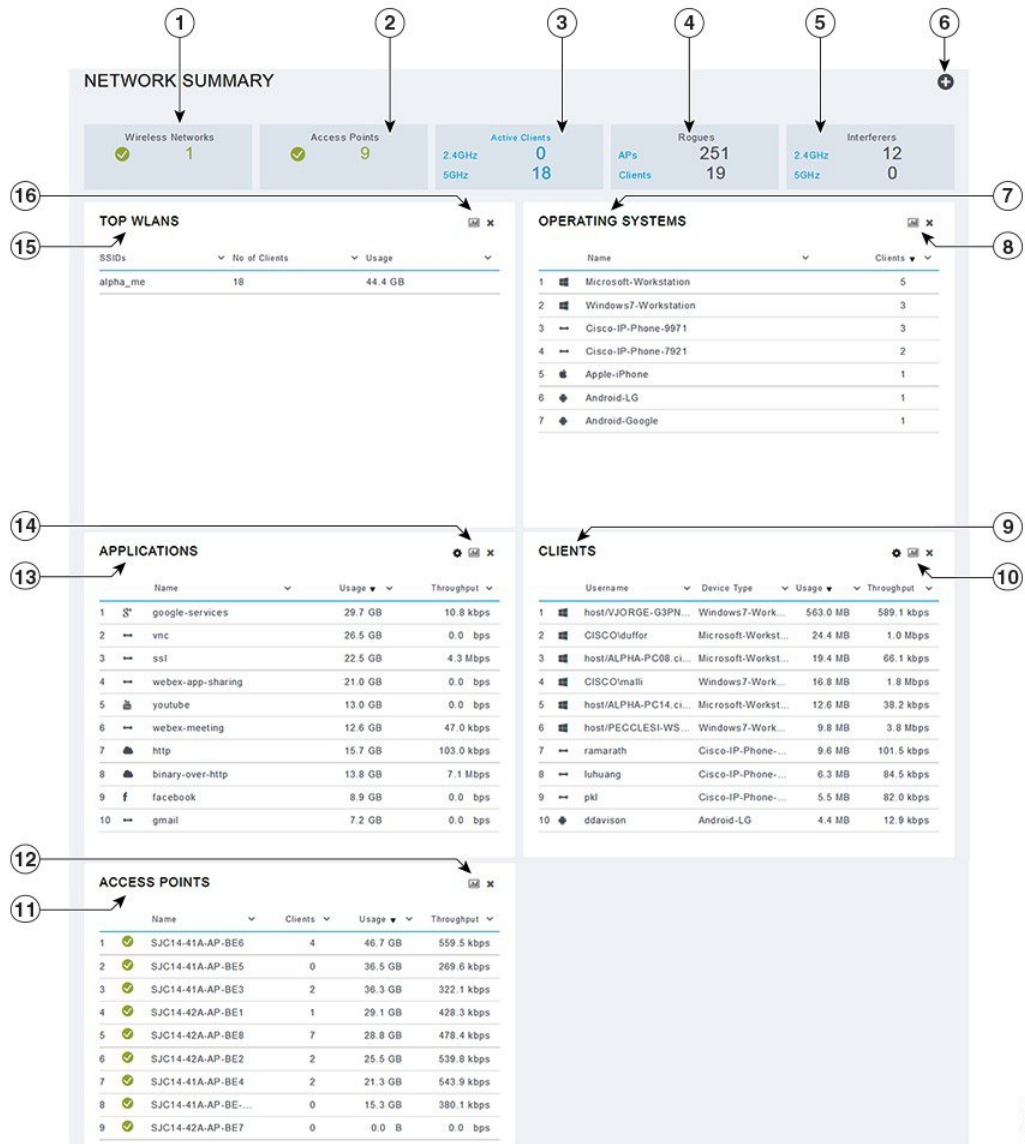 1 2 3 4 5 6
NETWORK SUMMARY
Wireless Networks
1
Access Points
9
Active Clients
2.4GHz 0
5GHz 18
Rogues
APs 251
Clients 19
Interferers
2.4GHz 12
5GHz 0
16
15
TOP WLANS
SSIDs No of Clients Usage
alpha_me 18 44.4 GB
7
8
OPERATING SYSTEMS
Name Clients
1 Microsoft-Workstation 5
2 Windows7-Workstation 3
3 Cisco-IP-Phone-9971 3
4 Cisco-IP-Phone-7921 2
5 Apple-iPhone 1
6 Android-LG 1
7 Android-Google 1
14
13
APPLICATIONS
Name Usage Throughput
1 google-services 29.7 GB 10.8 kbps
2 vnc 26.5 GB 0.0 bps
3 ssl 22.5 GB 4.3 Mbps
4 webex-app-sharing 21.0 GB 0.0 bps
5 youtube 13.0 GB 0.0 bps
6 webex-meeting 12.6 GB 47.0 kbps
7 http 15.7 GB 103.0 kbps
8 binary-over-http 13.8 GB 7.1 Mbps
9 facebook 8.9 GB 0.0 bps
10 gmail 7.2 GB 0.0 bps
9
10
CLIENTS
Username Device Type Usage Throughput
1 host/VJORGE-G3PN... Windows7-Work... 563.0 MB 589.1 kbps
2 CISCO\duffor Microsoft-Workst... 24.4 MB 1.0 Mbps
3 host/ALPHA-PC08.ci... Microsoft-Workst... 19.4 MB 66.1 kbps
4 CISCO\malli Windows7-Work... 16.8 MB 1.8 Mbps
5 host/ALPHA-PC14.ci... Microsoft-Workst... 12.6 MB 38.2 kbps
6 host/PECCLESI-WS... Windows7-Work... 9.8 MB 3.8 Mbps
7 ramarath Cisco-IP-Phone-... 9.6 MB 101.5 kbps
8 luhuang Cisco-IP-Phone-... 6.3 MB 84.5 kbps
9 pkl Cisco-IP-Phone-... 5.5 MB 82.0 kbps
10 ddavison Android-LG 4.4 MB 12.9 kbps
12
11
ACCESS POINTS
Name Clients Usage Throughput
1 SJC14-41A-AP-BE6 4 46.7 GB 559.5 kbps
2 SJC14-41A-AP-BE5 0 36.5 GB 269.6 kbps
3 SJC14-41A-AP-BE3 2 36.3 GB 322.1 kbps
4 SJC14-42A-AP-BE1 1 29.1 GB 428.3 kbps
5 SJC14-42A-AP-BE8 7 28.8 GB 478.4 kbps
6 SJC14-42A-AP-BE2 2 25.5 GB 539.8 kbps
7 SJC14-41A-AP-BE4 2 21.3 GB 543.9 kbps
8 SJC14-41A-AP-BE-... 0 15.3 GB 380.1 kbps
9 SJC14-42A-AP-BE7 0 0.0 B 0.0 bps